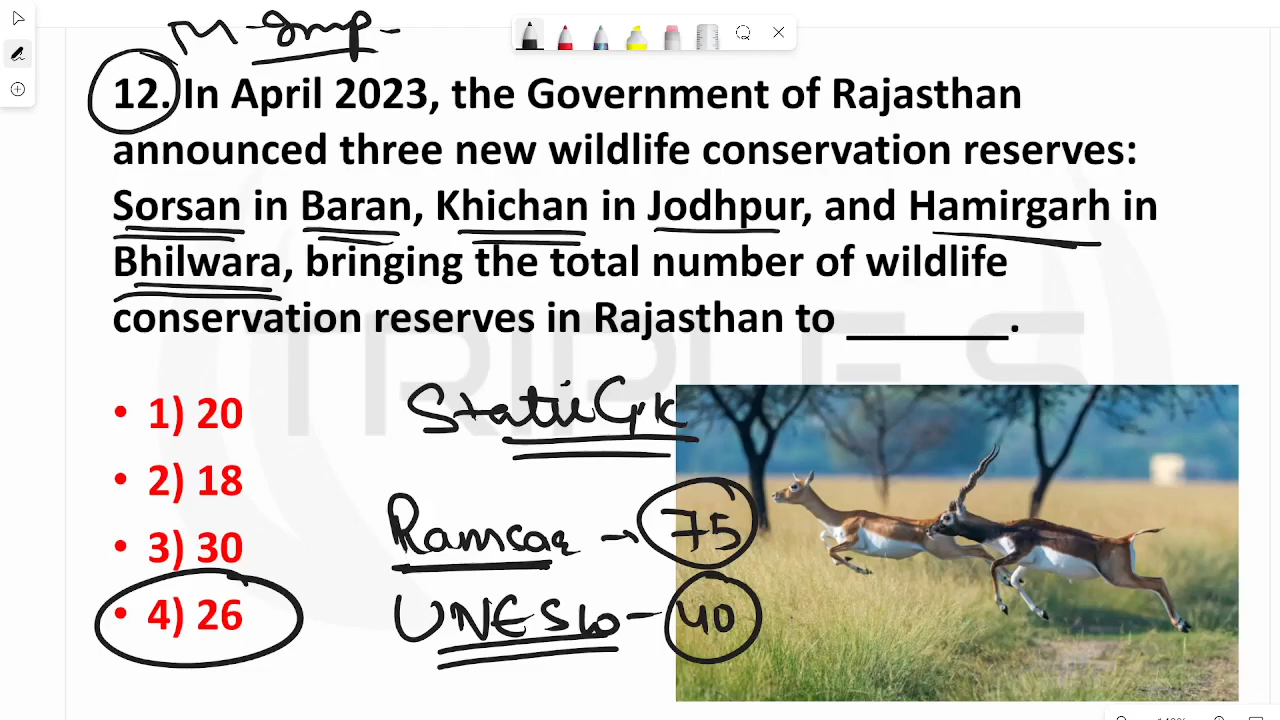 M-Imp-
12. In April 2023, the Government of Rajasthan
announced three new wildlife conservation reserves:
Sorsan in Baran, Khichan in Jodhpur, and Hamirgarh in
Bhilwara, bringing the total number of wildlife
conservation reserves in Rajasthan to ________.
• 1) 20
• 2) 18
• 3) 30
• 4) 26
Static G.K
Ramsar → 75
UNESCO - 40
TRIPLES